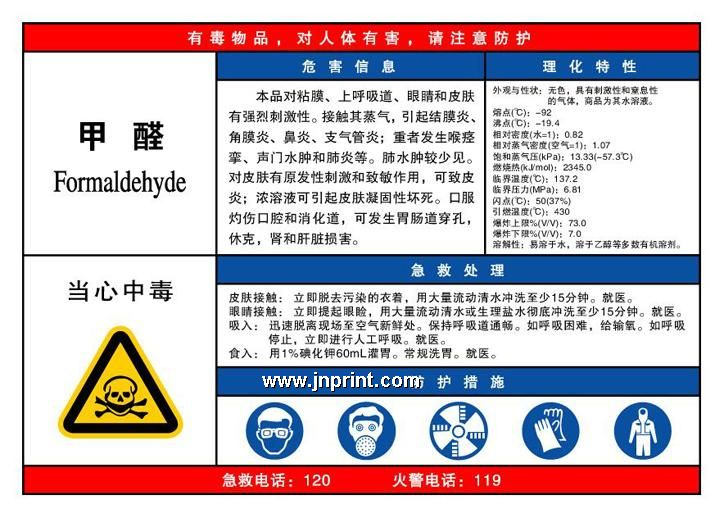 有毒物品，对人体有害，请注意防护
甲 醛
Formaldehyde
危 害 信 息
本品对粘膜、上呼吸道、眼睛和皮肤
有强烈刺激性。接触其蒸气，引起结膜炎、
角膜炎、鼻炎、支气管炎；重者发生喉痉
挛、声门水肿和肺炎等。肺水肿较少见。
对皮肤有原发性刺激和致敏作用，可致皮
炎；浓溶液可引起皮肤凝固性坏死。口服
灼伤口腔和消化道，可发生胃肠道穿孔，
休克，肾和肝脏损害。
理 化 特 性
外观与性状：无色，具有刺激性和窒息性
的气体，商品为其水溶液。
熔点(℃)：-92
沸点(℃)：-19.4
相对密度(水=1)：0.82
相对蒸气密度(空气=1)：1.07
饱和蒸气压(kPa)：13.33(-57.3℃)
燃烧热(kJ/mol)：2345.0
临界温度(℃)：137.2
临界压力(MPa)：6.81
闪点(℃)：50(37%)
引燃温度(℃)：430
爆炸上限%(V/V)：73.0
爆炸下限%(V/V)：7.0
溶解性：易溶于水，溶于乙醇等多数有机溶剂。
当心中毒
急 救 处 理
皮肤接触： 立即脱去污染的衣着，用大量流动清水冲洗至少15分钟。就医。
眼睛接触： 立即提起眼睑，用大量流动清水或生理盐水彻底冲洗至少15分钟。就医。
吸入： 迅速脱离现场至空气新鲜处。保持呼吸道通畅。如呼吸困难，给输氧。如呼吸
停止，立即进行人工呼吸。就医。
食入： 用1%碘化钾60mL灌胃。常规洗胃。就医。
www.jnprint.com
防 护 措 施
急救电话：120 火警电话：119